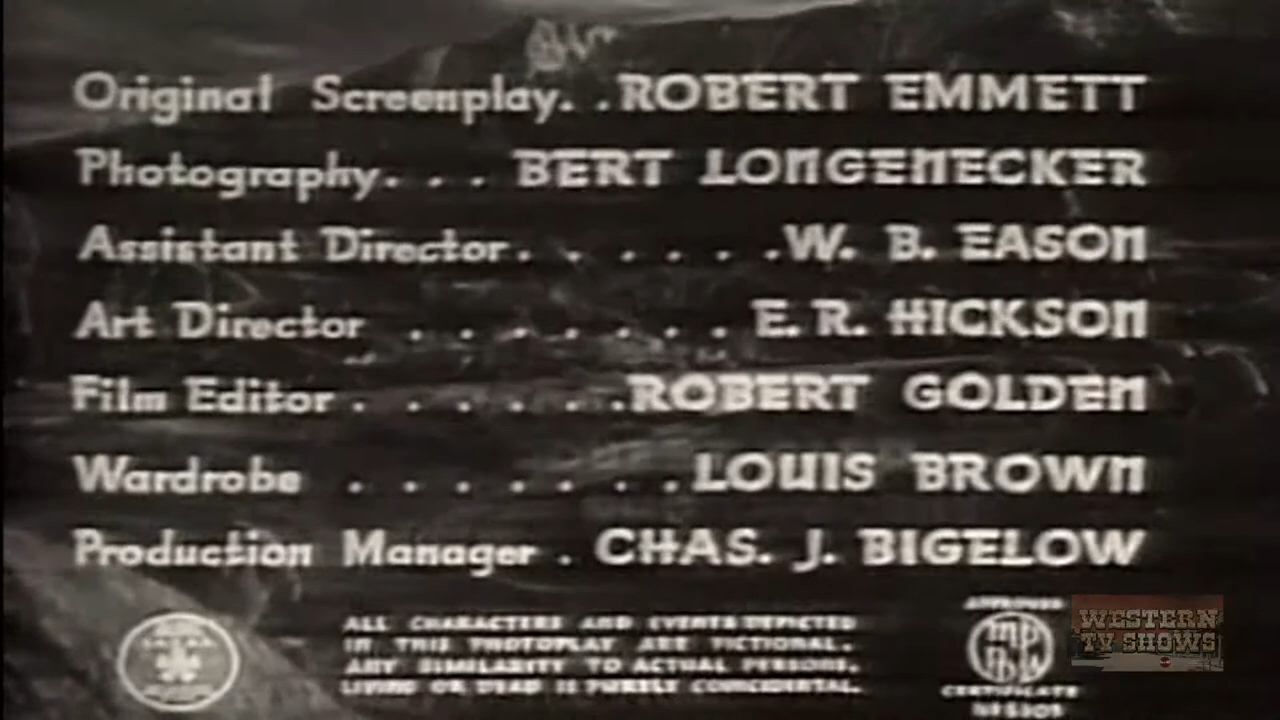 Original Screenplay. .ROBERT EMMETT
Photography. . . BERT LONGENECKER
Assistant Director. . . . . .W. B. EASON
Art Director . . . . . . . E. R. HICKSON
Film Editor . . . . . .ROBERT GOLDEN
Wardrobe . . . . . . .LOUIS BROWN
Production Manager . CHAS. J. BIGELOW
ALL CHARACTERS AND EVENTS DEPICTED
IN THIS PHOTOPLAY ARE FICTIONAL.
ANY SIMILARITY TO ACTUAL PERSONS,
LIVING OR DEAD IS PURELY COINCIDENTAL.
APPROVED
CERTIFICATE
WESTERN
TV SHOWS